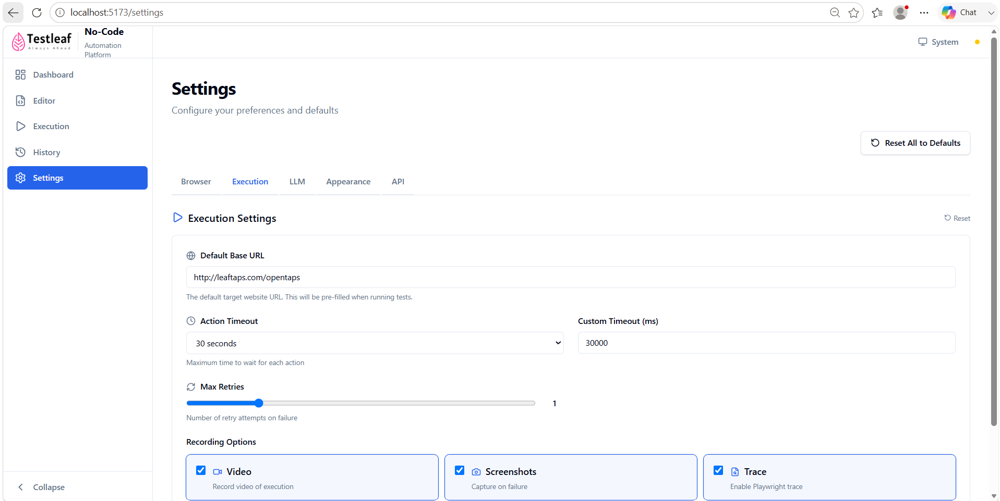 localhost:5173/settings
Chat
Testleaf
Always Ahead
No-Code
Automation
Platform
System
Dashboard
Editor
Execution
History
Settings
Collapse
Settings
Configure your preferences and defaults
Reset All to Defaults
Browser
Execution
LLM
Appearance
API
Execution Settings
Reset
Default Base URL
http://leaftaps.com/opentaps
The default target website URL. This will be pre-filled when running tests.
Action Timeout
Custom Timeout (ms)
30 seconds
30000
Maximum time to wait for each action
Max Retries
1
Number of retry attempts on failure
Recording Options
Video
Record video of execution
Screenshots
Capture on failure
Trace
Enable Playwright trace